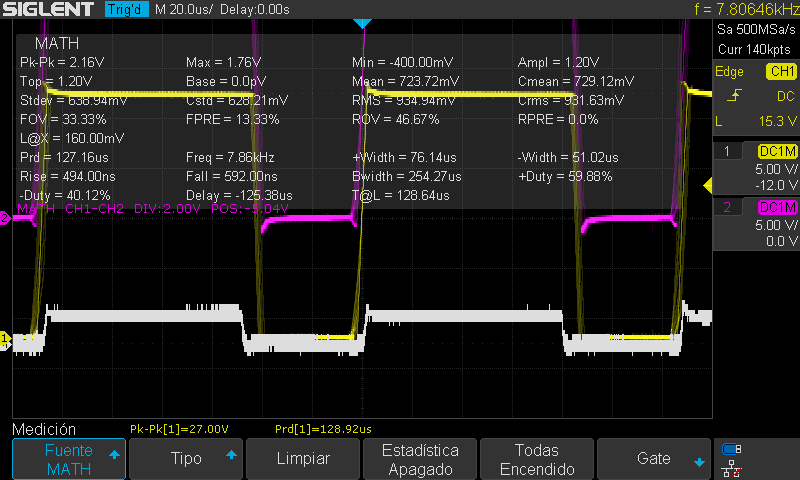 SIGLENT Trig'd M 20.0us/ Delay:0.00s f = 7.80646kHz
Sa 500MSa/s
Curr 140kpts
Edge CH1
DC
L 15.3 V
1 DC1M
5.00 V/
-12.0 V
2 DC1M
5.00 V/
0.0 V
MATH
Pk-Pk = 2.16V Max = 1.76V Min = -400.00mV Ampl = 1.20V
Top = 1.20V Base = 0.0pV Mean = 723.72mV Cmean = 729.12mV
Stdev = 638.94mV Cstd = 628.21mV RMS = 934.94mV Crms = 931.63mV
FOV = 33.33% FPRE = 13.33% ROV = 46.67% RPRE = 0.0%
L@X = 160.00mV
Prd = 127.16us Freq = 7.86kHz +Width = 76.14us -Width = 51.02us
Rise = 494.00ns Fall = 592.00ns Bwidth = 254.27us +Duty = 59.88%
-Duty = 40.12% Delay = -125.38us T@L = 128.64us
MATH CH1-CH2 DIV:2.00V POS:-5.04V
2
1
Medición Pk-Pk[1]=27.00V Prd[1]=128.92us
Fuente MATH
Tipo
Limpiar
Estadística Apagado
Todas Encendido
Gate